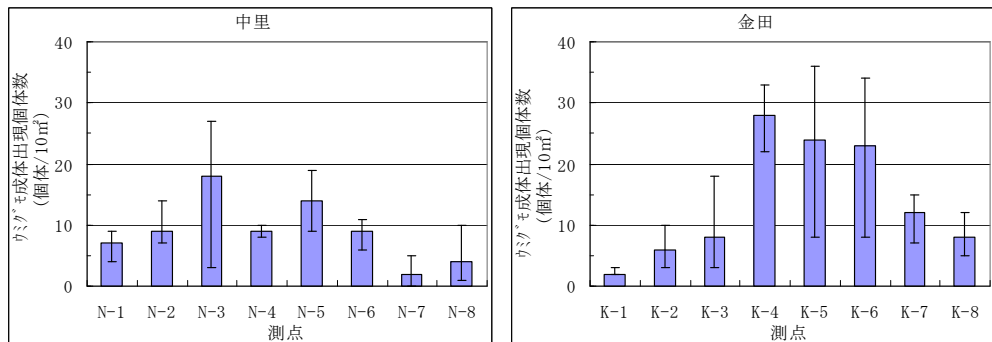 中里
ｳﾐｸﾞﾓ成体出現個体数
(個体/10㎡)
40
30
20
10
0
N-1 N-2 N-3 N-4 N-5 N-6 N-7 N-8
測点
金田
ｳﾐｸﾞﾓ成体出現個体数
(個体/10㎡)
40
30
20
10
0
K-1 K-2 K-3 K-4 K-5 K-6 K-7 K-8
測点